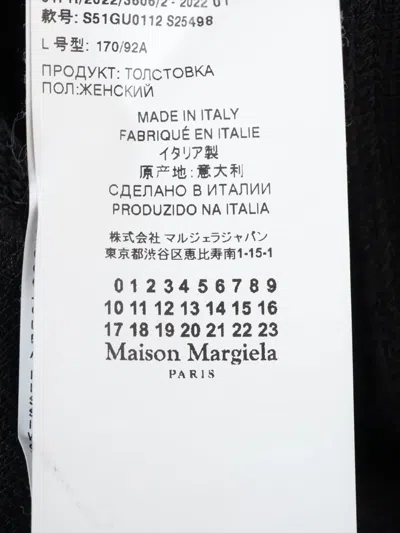 款号: S51GU0112 S25498
L 号型: 170/92A
ПРОДУКТ: ТОЛСТОВКА
ПОЛ:ЖЕНСКИЙ
MADE IN ITALY
FABRIQUÉ EN ITALIE
イタリア製
原产地:意大利
СДЕЛАНО В ИТАЛИИ
PRODUZIDO NA ITALIA
株式会社 マルジェラジャパン
東京都渋谷区恵比寿南1-15-1
0 1 2 3 4 5 6 7 8 9
10 11 12 13 14 15 16
17 18 19 20 21 22 23
Maison Margiela
PARIS